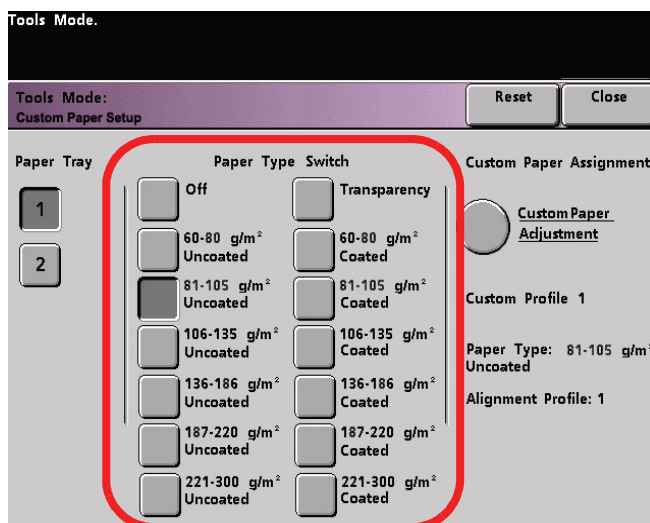 Tools Mode.
Tools Mode:
Custom Paper Setup
Reset
Close
Paper Tray
1
2
Paper Type Switch
Off
Transparency
60-80 g/m²
Uncoated
60-80 g/m²
Coated
81-105 g/m²
Uncoated
81-105 g/m²
Coated
106-135 g/m²
Uncoated
106-135 g/m²
Coated
136-186 g/m²
Uncoated
136-186 g/m²
Coated
187-220 g/m²
Uncoated
187-220 g/m²
Coated
221-300 g/m²
Uncoated
221-300 g/m²
Coated
Custom Paper Assignment
Custom Paper
Adjustment
Custom Profile 1
Paper Type: 81-105 g/m²
Uncoated
Alignment Profile: 1